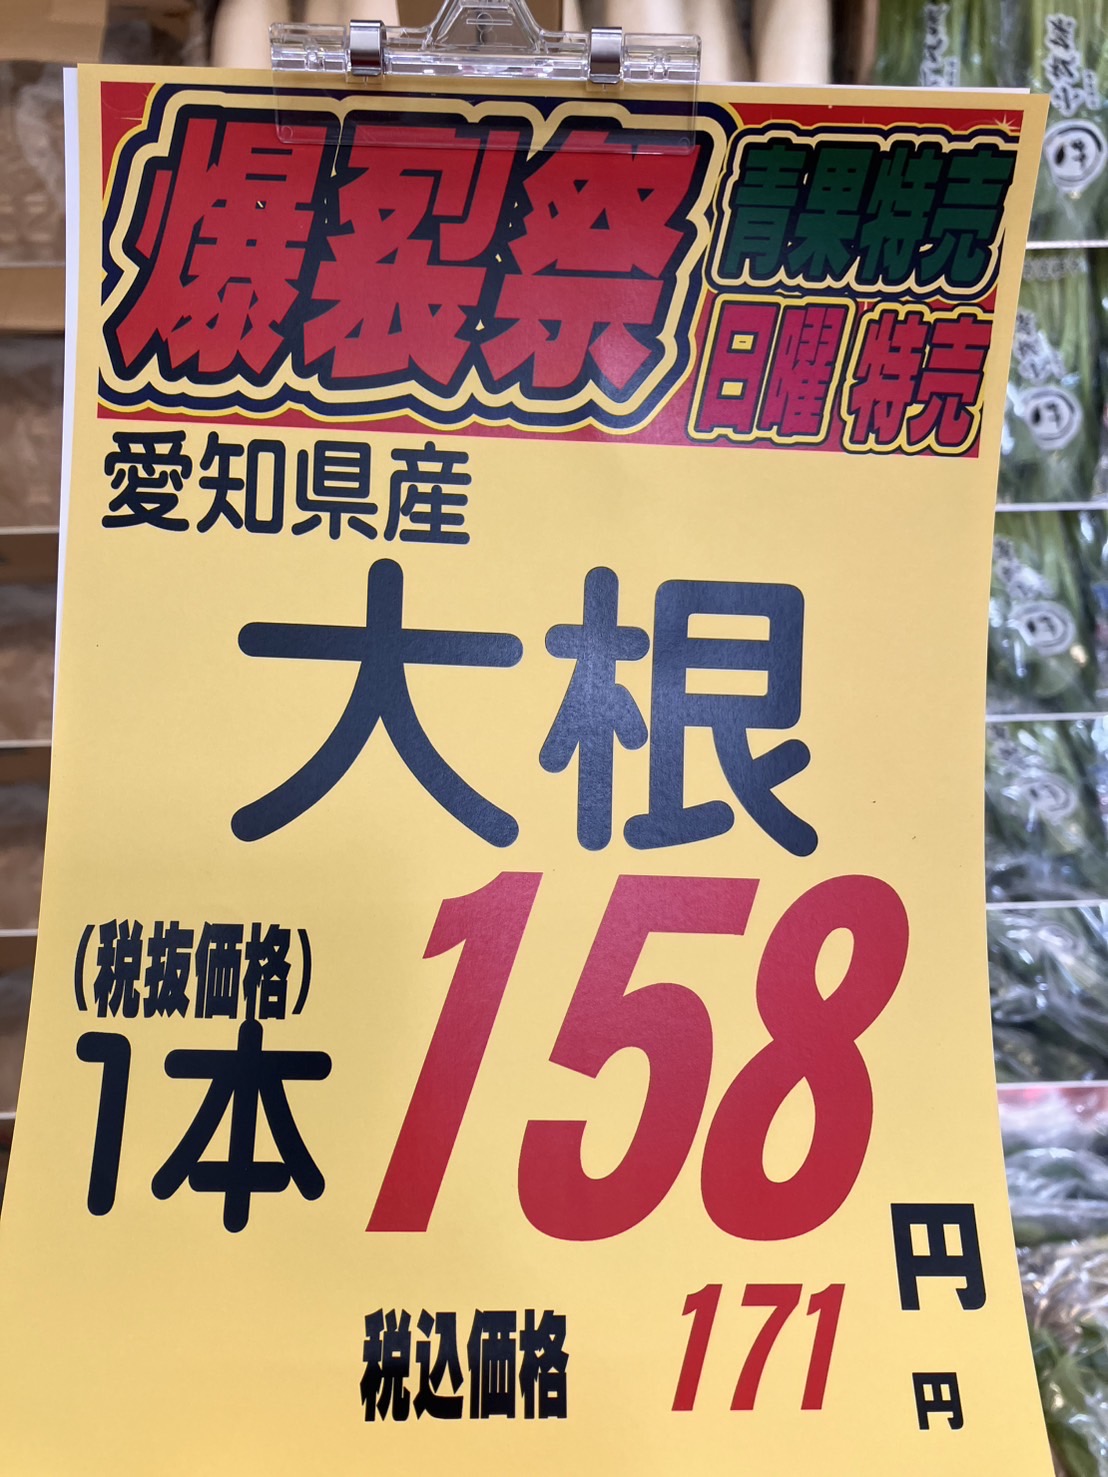 爆裂祭
青果特売
日曜 特売
愛知県産
大根
(税抜価格)
1本 158円
税込価格 171円